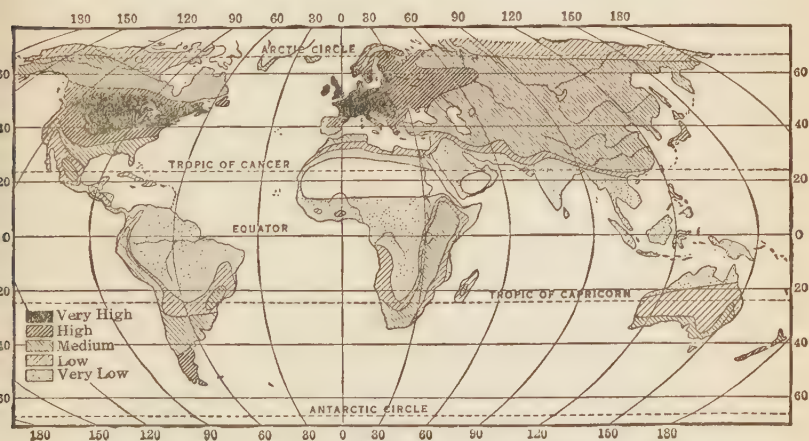 180 150 120 90 60 30 0 30 60 90 120 150 180
ARCTIC CIRCLE
60 60
40 40
TROPIC OF CANCER
20 20
EQUATOR
0 0
20 20
TROPIC OF CAPRICORN
Very High
High
Medium
Low
Very Low
40 40
60 60
ANTARCTIC CIRCLE
180 150 120 90 60 30 0 30 60 90 120 150 180